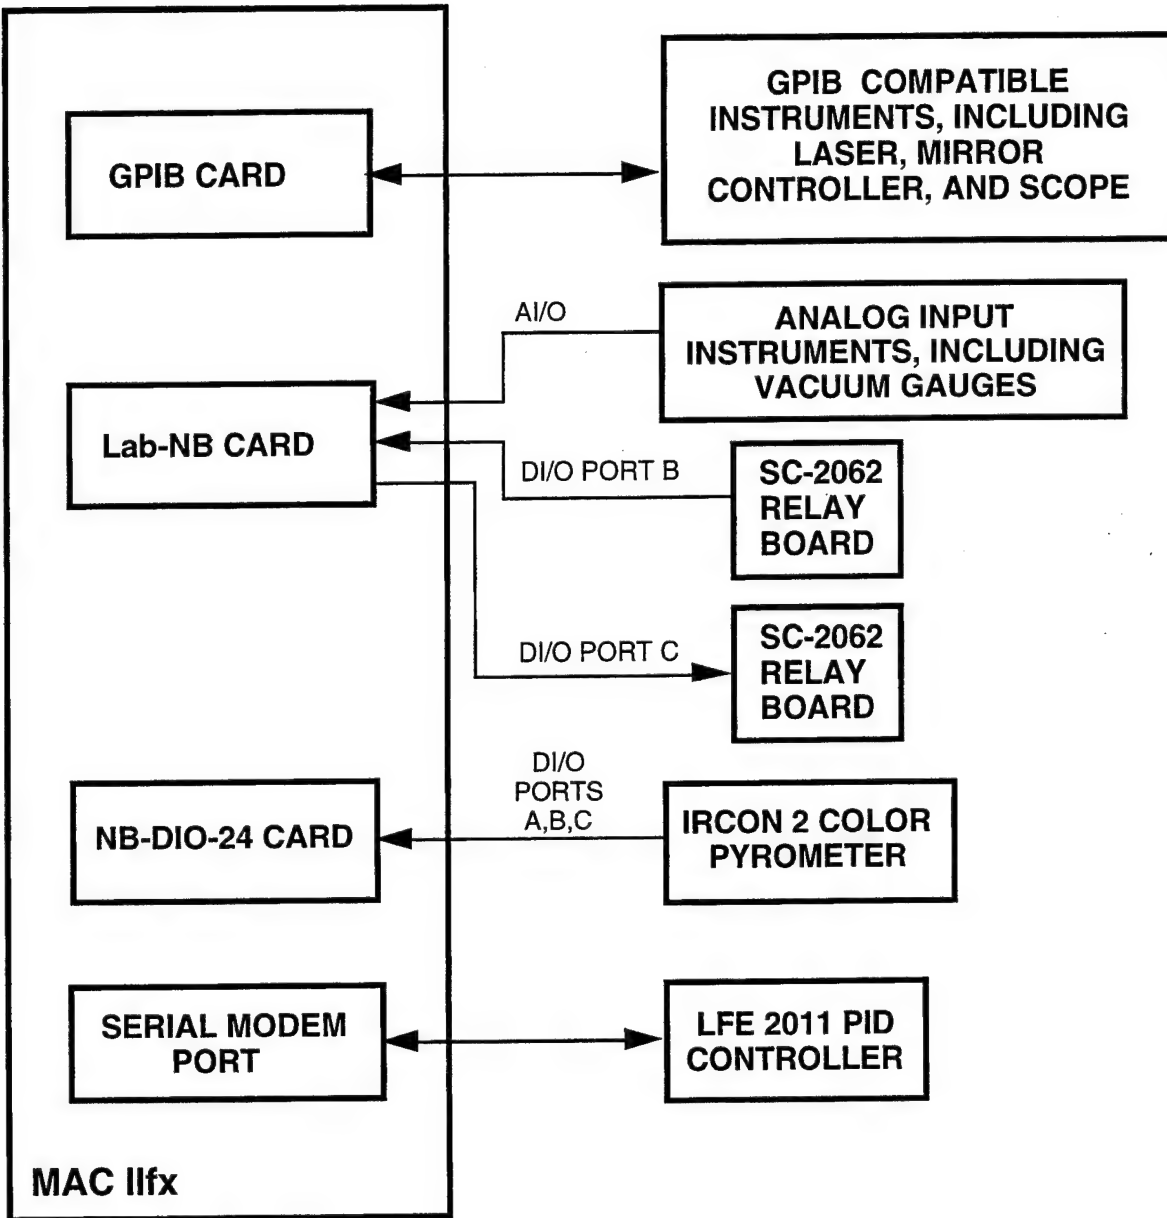 GPIB COMPATIBLE
INSTRUMENTS, INCLUDING
LASER, MIRROR
CONTROLLER, AND SCOPE
GPIB CARD
AI/O
ANALOG INPUT
INSTRUMENTS, INCLUDING
VACUUM GAUGES
Lab-NB CARD
DI/O PORT B
SC-2062
RELAY
BOARD
DI/O PORT C
SC-2062
RELAY
BOARD
DI/O
PORTS
A,B,C
NB-DIO-24 CARD
IRCON 2 COLOR
PYROMETER
SERIAL MODEM
PORT
LFE 2011 PID
CONTROLLER
MAC IIfx